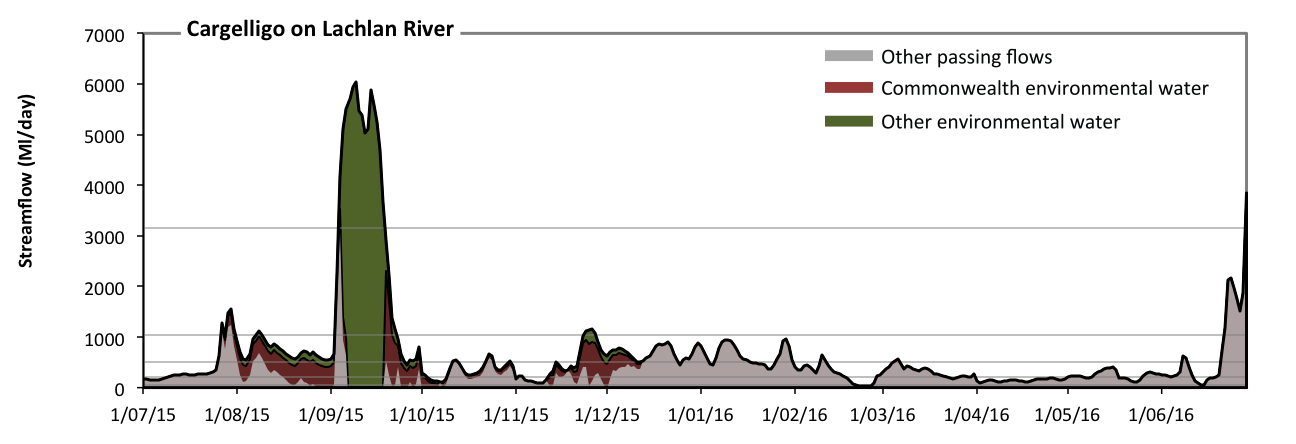 Cargelligo on Lachlan River
Streamflow (Ml/day)
7000
6000
5000
4000
3000
2000
1000
0
Other passing flows
Commonwealth environmental water
Other environmental water
1/07/15 1/08/15 1/09/15 1/10/15 1/11/15 1/12/15 1/01/16 1/02/16 1/03/16 1/04/16 1/05/16 1/06/16